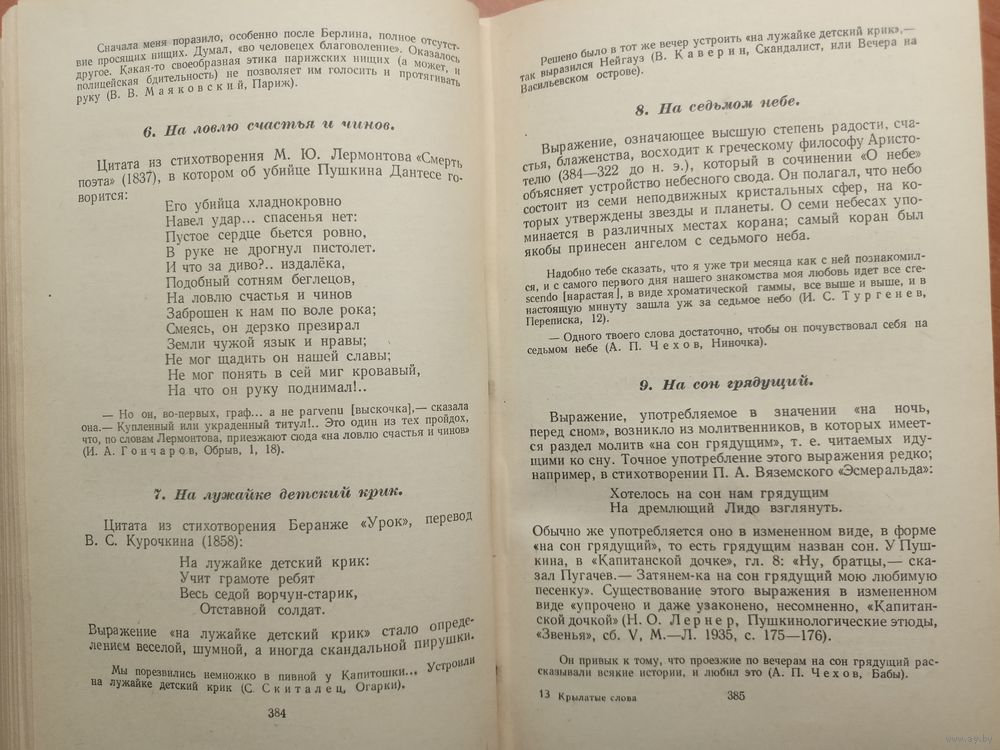 Сначала меня поразило, особенно после Берлина, полное отсутст-
вие просящих нищих. Думал, «во человецех благоволение». Оказалось
другое. Какая-то своеобразная этика парижских нищих (а может, и
полицейская бдительность) не позволяет им голосить и протягивать
руку (В. В. Маяковский, Париж).
6. На ловлю счастья и чинов.
Цитата из стихотворения М. Ю. Лермонтова «Смерть
поэта» (1837), в котором об убийце Пушкина Дантесе го-
ворится:
Его убийца хладнокровно
Навел удар... спасенья нет:
Пустое сердце бьется ровно,
В руке не дрогнул пистолет.
И что за диво?.. издалёка,
Подобный сотням беглецов,
На ловлю счастья и чинов
Заброшен к нам по воле рока;
Смеясь, он дерзко презирал
Земли чужой язык и нравы;
Не мог щадить он нашей славы;
Не мог понять в сей миг кровавый,
На что он руку поднимал!..
— Но он, во-первых, граф... а не parvenu [выскочка],— сказала
она.— Купленный или украденный титул!.. Это один из тех пройдох,
что, по словам Лермонтова, приезжают сюда «на ловлю счастья и чинов»
(И. А. Гончаров, Обрыв, 1, 18).
7. На лужайке детский крик.
Цитата из стихотворения Беранже «Урок», перевод
В. С. Курочкина (1858):
На лужайке детский крик:
Учит грамоте ребят
Весь седой ворчун-старик,
Отставной солдат.
Выражение «на лужайке детский крик» стало опреде-
лением веселой, шумной, а иногда скандальной пирушки.
Мы порезвились немножко в пивной у Капитошки... Устроили
на лужайке детский крик (С. Скиталец, Огарки).
384
Решено было в тот же вечер устроить «на лужайке детский крик»,—
так выразился Нейгауз (В. Каверин, Скандалист, или Вечера на
Васильевском острове).
8. На седьмом небе.
Выражение, означающее высшую степень радости, сча-
стья, блаженства, восходит к греческому философу Аристо-
телю (384—322 до н. э.), который в сочинении «О небе»
объясняет устройство небесного свода. Он полагал, что небо
состоит из семи неподвижных кристальных сфер, на ко-
торых утверждены звезды и планеты. О семи небесах упо-
минается в различных местах корана; самый коран был
якобы принесен ангелом с седьмого неба.
Надобно тебе сказать, что я уже три месяца как с ней познакомил-
ся, и с самого первого дня нашего знакомства моя любовь идет все cre-
scendo [нарастая], в виде хроматической гаммы, все выше и выше, и в
настоящую минуту зашла уж за седьмое небо (И. С. Тургенев,
Переписка, 12).
— Одного твоего слова достаточно, чтобы он почувствовал себя на
седьмом небе (А. П. Чехов, Ниночка).
9. На сон грядущий.
Выражение, употребляемое в значении «на ночь,
перед сном», возникло из молитвенников, в которых имеет-
ся раздел молитв «на сон грядущим», т. е. читаемых иду-
щими ко сну. Точное употребление этого выражения редко;
например, в стихотворении П. А. Вяземского «Эсмеральда»:
Хотелось на сон нам грядущим
На дремлющий Лидо взглянуть.
Обычно же употребляется оно в измененном виде, в форме
«на сон грядущий», то есть грядущим назван сон. У Пуш-
кина, в «Капитанской дочке», гл. 8: «Ну, братцы,— ска-
зал Пугачев.— Затянем-ка на сон грядущий мою любимую
песенку». Существование этого выражения в измененном
виде «упрочено и даже узаконено, несомненно, «Капитан-
ской дочкой» (Н. О. Лернер, Пушкинологические этюды,
«Звенья», сб. V, М.—Л. 1935, с. 175—176).
Он привык к тому, что проезжие по вечерам на сон грядущий рас-
сказывали всякие истории, и любил это (А. П. Чехов, Бабы).
13 Крылатые слова
385
www.ay.by